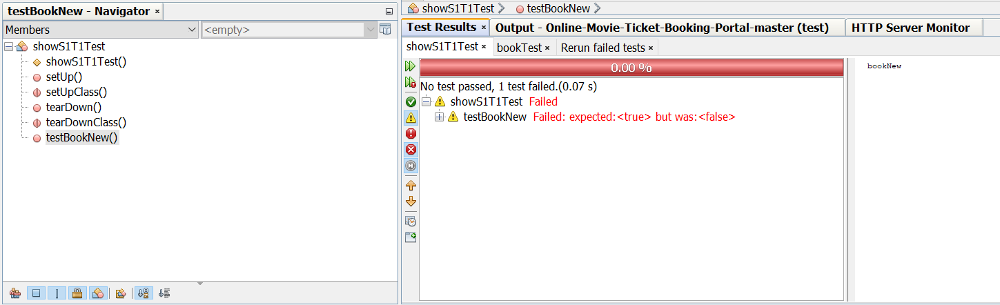 testBookNew - Navigator ×
Members
<empty>
showS1T1Test
showS1T1Test()
setUp()
setUpClass()
tearDown()
tearDownClass()
testBookNew()
showS1T1Test
testBookNew
Test Results × Output - Online-Movie-Ticket-Booking-Portal-master (test) HTTP Server Monitor
showS1T1Test × bookTest × Rerun failed tests ×
0.00 %
No test passed, 1 test failed.(0.07 s)
showS1T1Test Failed
testBookNew Failed: expected:<true> but was:<false>
bookNew